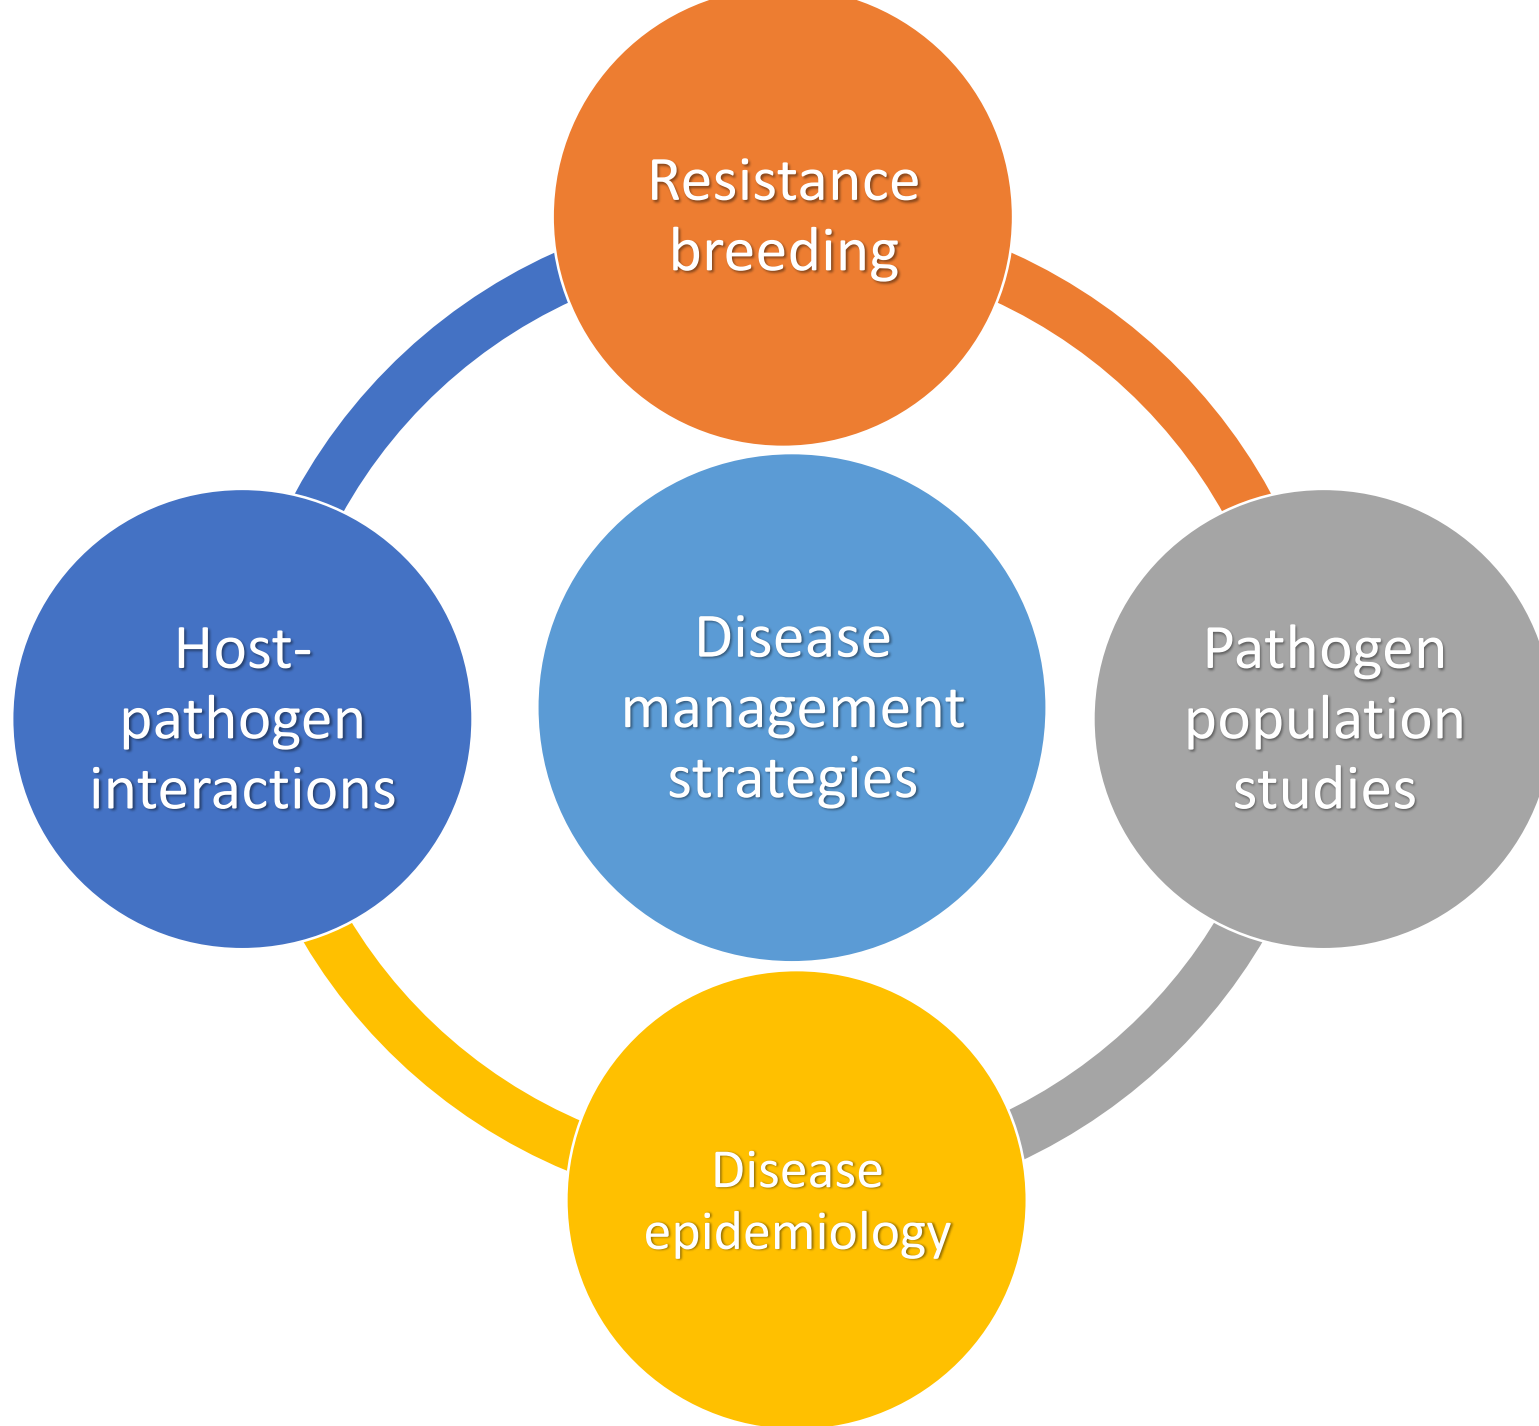 Resistance
breeding
Host-
pathogen
interactions
Disease
management
strategies
Pathogen
population
studies
Disease
epidemiology